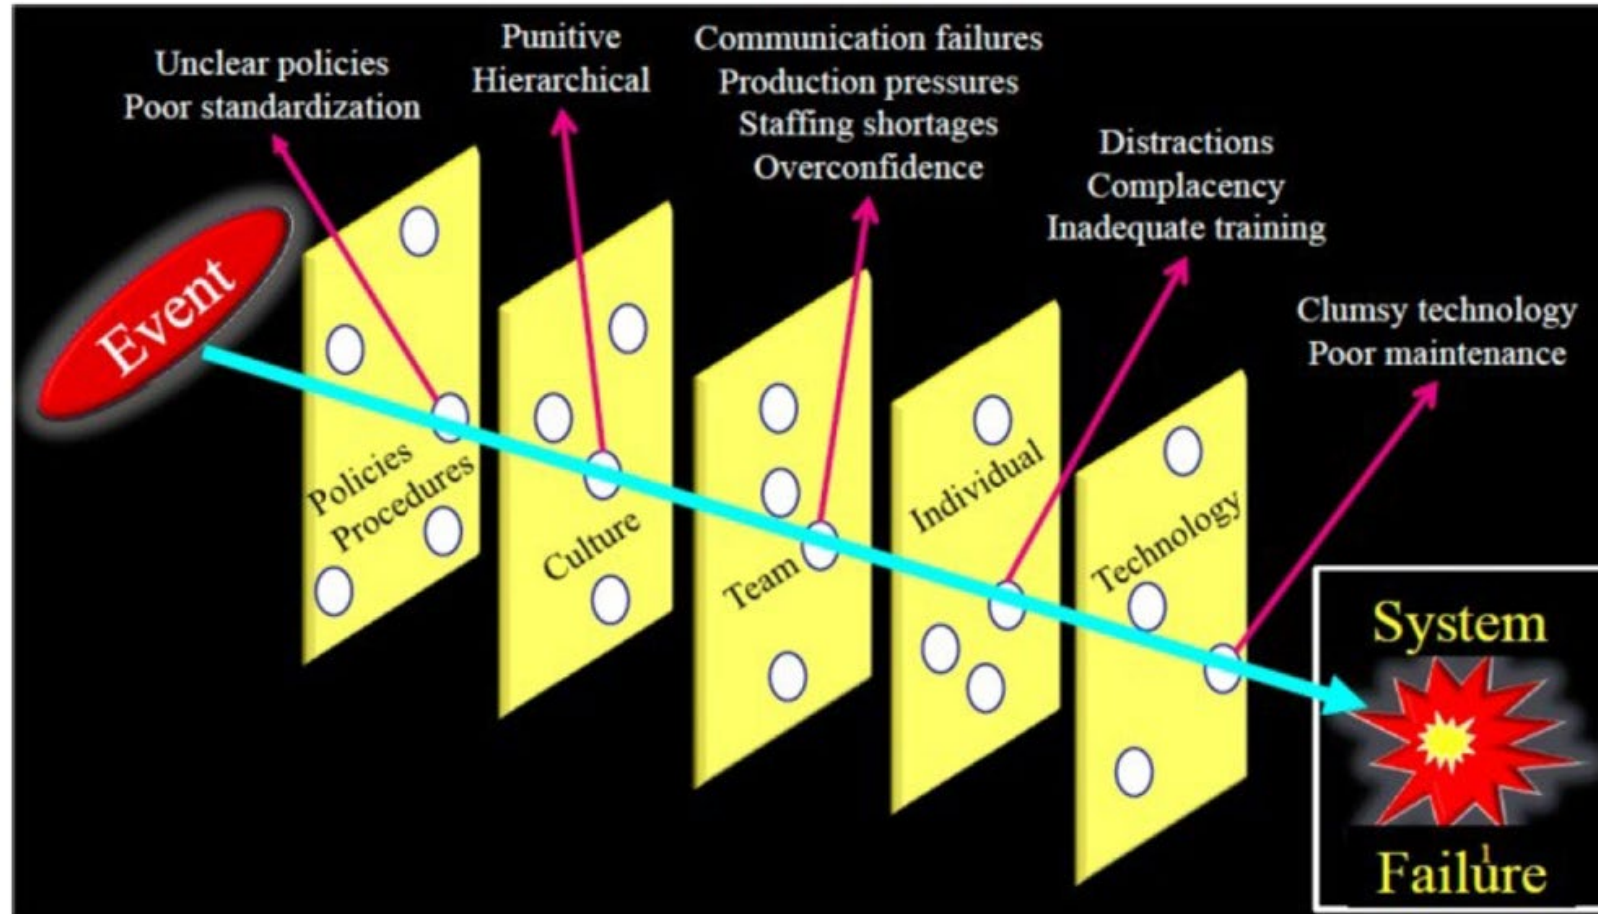 Unclear policies
Poor standardization
Punitive
Hierarchical
Communication failures
Production pressures
Staffing shortages
Overconfidence
Distractions
Complacency
Inadequate training
Clumsy technology
Poor maintenance
Event
Policies
Procedures
Culture
Team
Individual
Technology
System
Failure
1